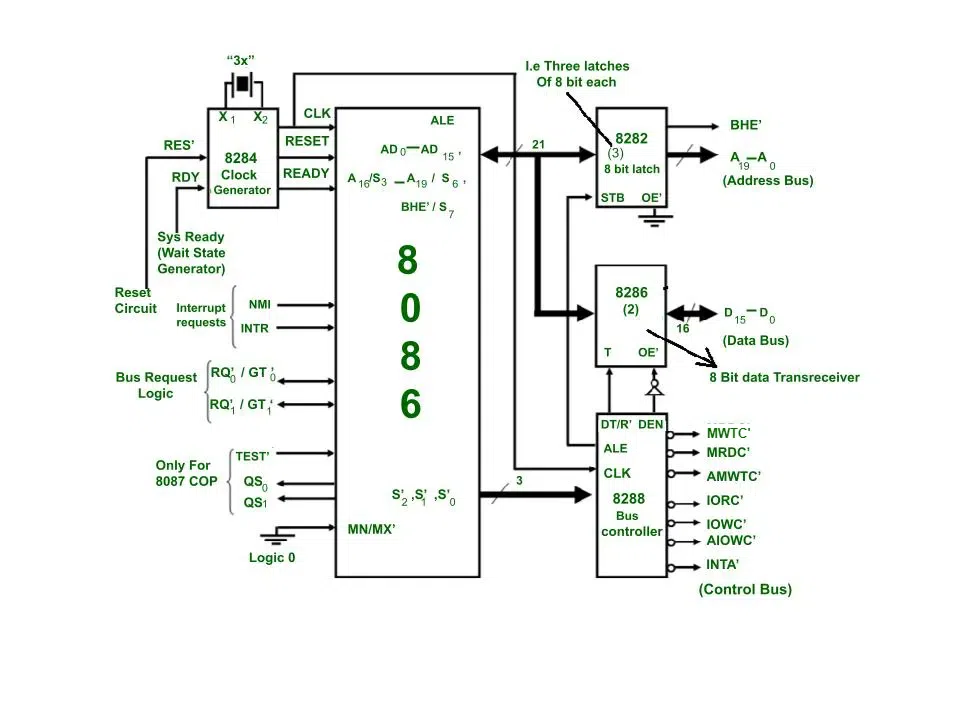 “3x”
I.e Three latches
Of 8 bit each
X1 X2
CLK
ALE
8282
(3)
8 bit latch
BHE’
RES’
8284
Clock
Generator
RESET
AD0—AD 15 ,
21
A19—A0
(Address Bus)
RDY
READY
A16/S3 —A19 / S6 ,
BHE’ / S7
STB OE’
Sys Ready
(Wait State
Generator)
8
0
8
6
Reset
Circuit
Interrupt
requests
NMI
INTR
8286
(2)
16
D15—D0
(Data Bus)
T OE’
Bus Request
Logic
RQ’0 / GT’0
RQ’1 / GT1‘
8 Bit data Transreceiver
DT/R’ DEN
MWTC’
ALE
MRDC’
Only For
8087 COP
TEST’
QS0
QS1
CLK
AMWTC’
3
S’2 ,S’1 ,S’0
8288
Bus
controller
IORC’
IOWC’
AIOWC’
MN/MX’
Logic 0
INTA’
(Control Bus)